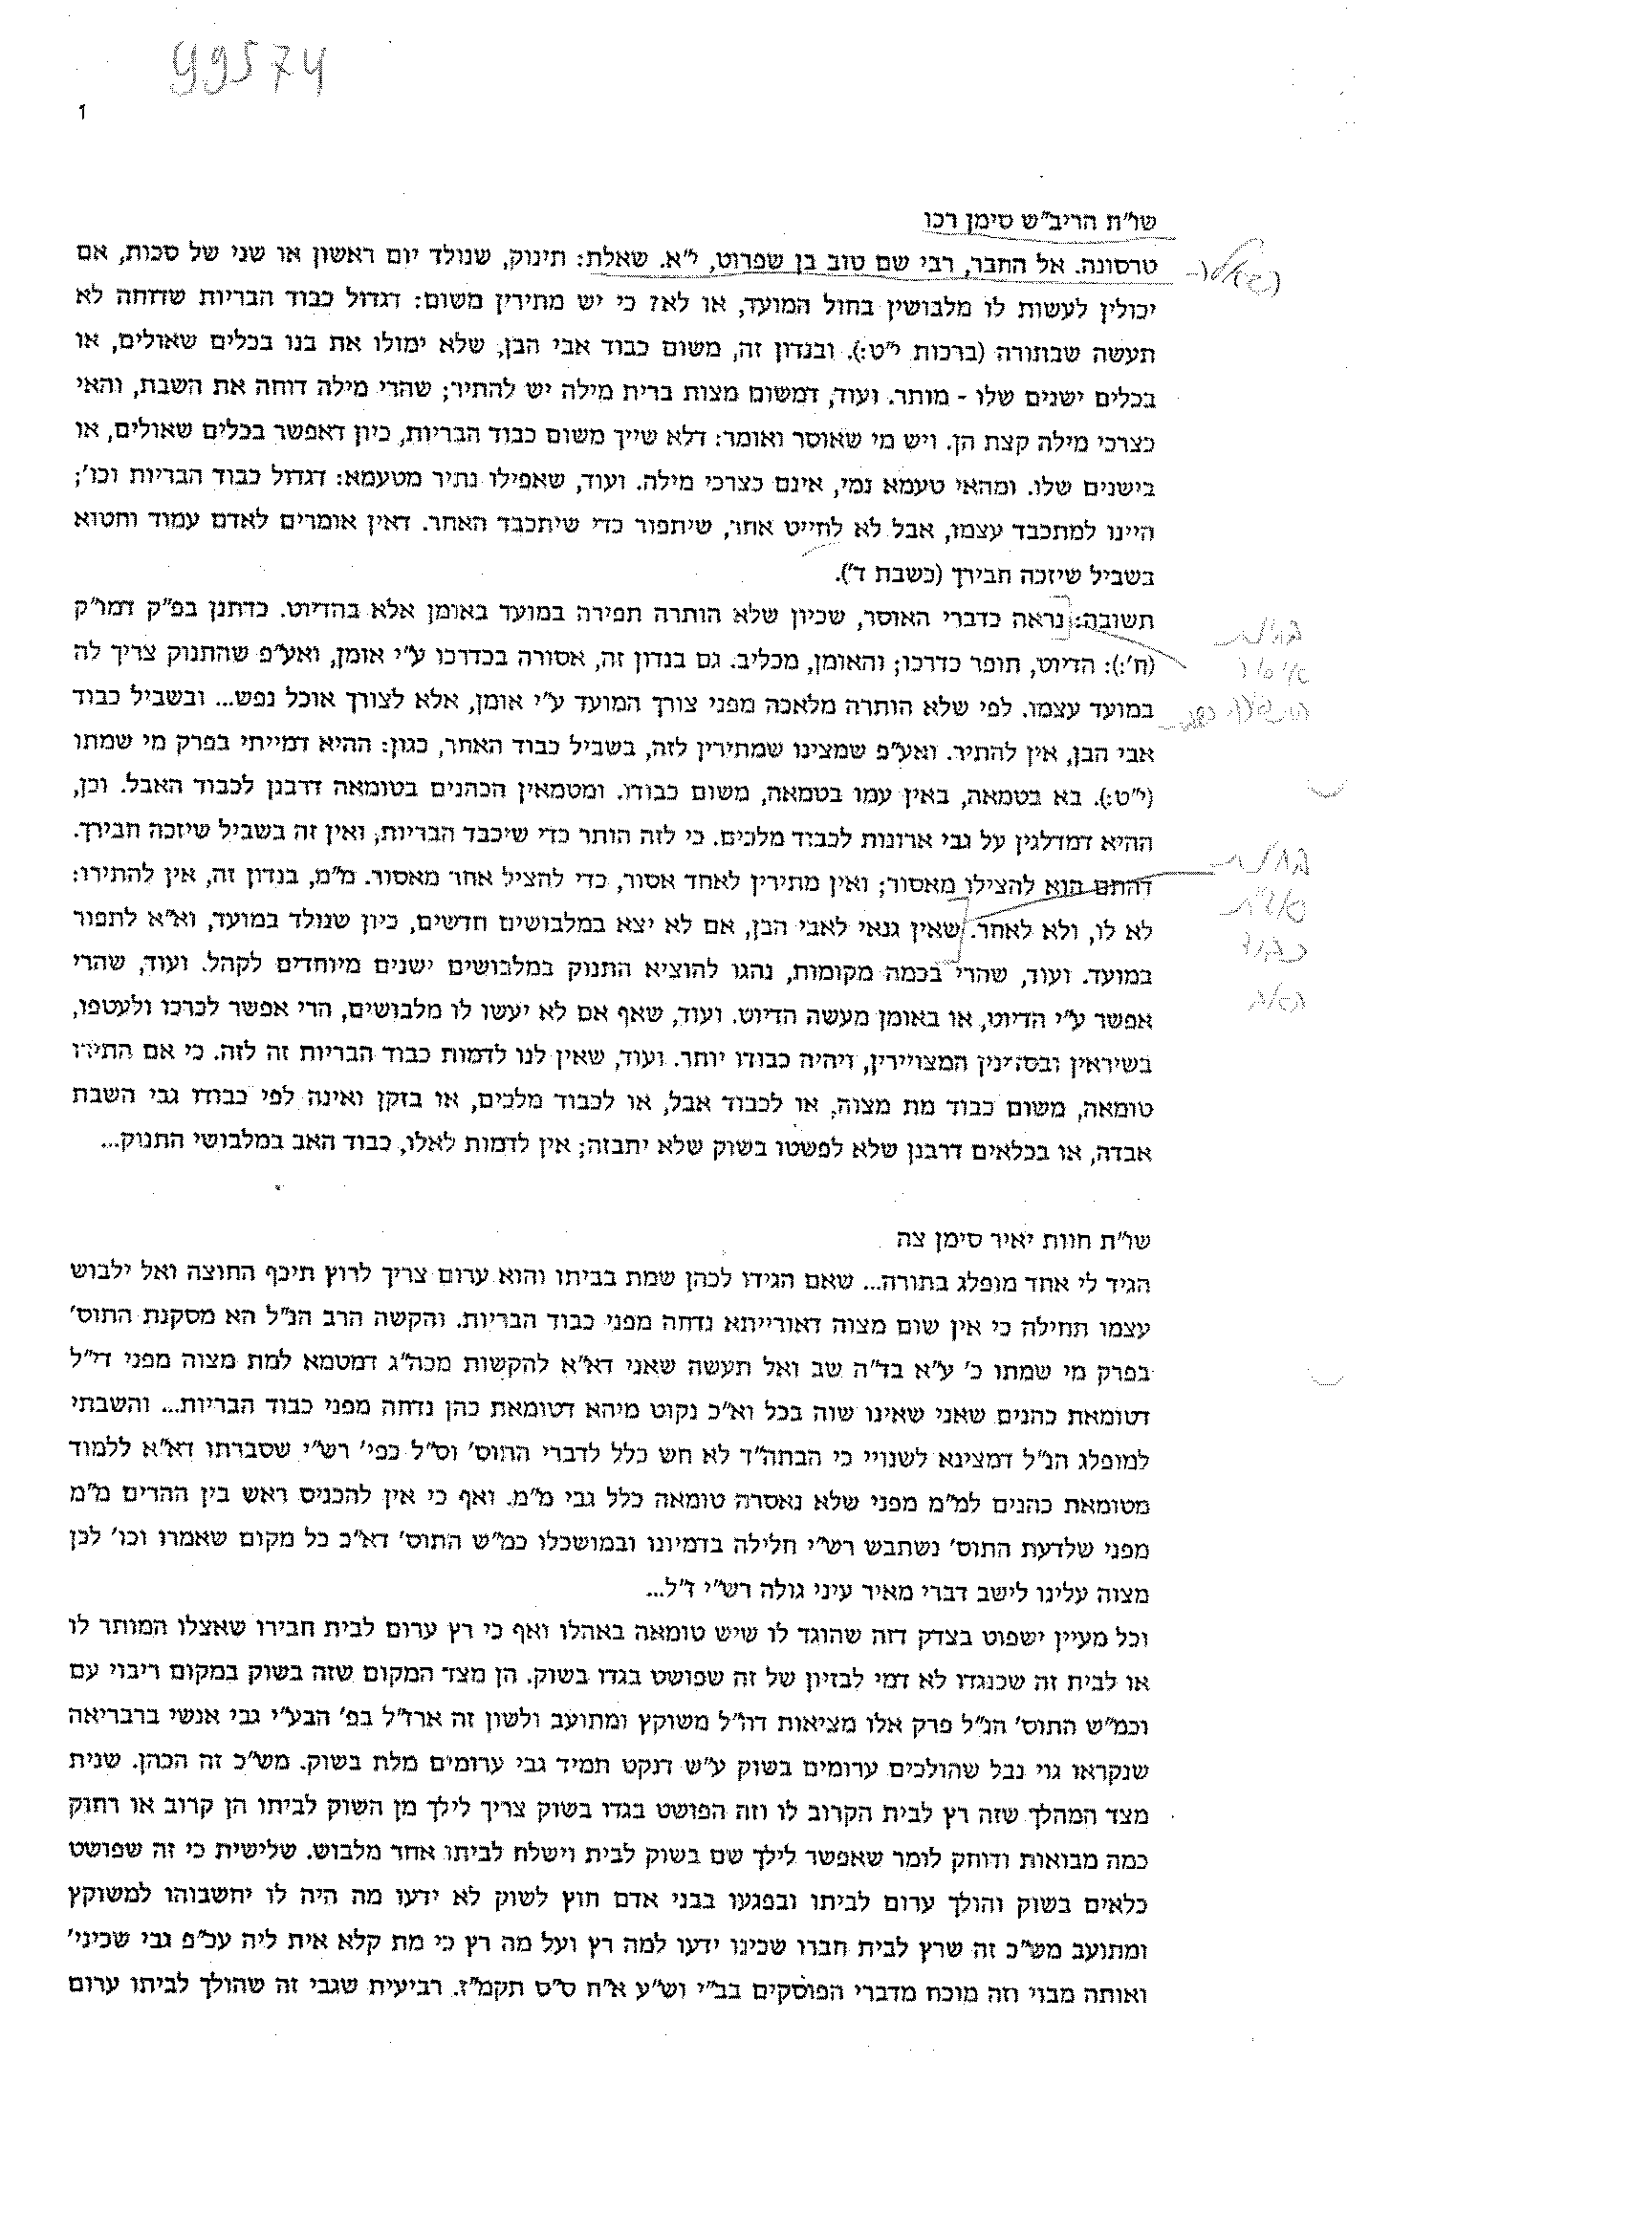 99574
1
שו"ת הריב"ש סימן רכו
טרסונה. אל החבר, רבי שם טוב בן שפרוט, י"א. שאלת: תינוק, שנולד יום ראשון או שני של סכות, אם
השאלה
יכולין לעשות לו מלבושין בחול המועד, או לא? כי יש מתירין משום: דגדול כבוד הבריות שדוחה לא
תעשה שבתורה (ברכות י"ט:). ובנדון זה, משום כבוד אבי הבן, שלא ימולו את בנו בכלים שאולים, או
בכלים ישנים שלו - מותר. ועוד, דמשום מצות ברית מילה יש להתיר; שהרי מילה דוחה את השבת, והאי
כצרכי מילה קצת הן. ויש מי שאוסר ואומר: דלא שייך משום כבוד הבריות, כיון דאפשר בכלים שאולים, או
בישנים שלו. ומהאי טעמא נמי, אינם כצרכי מילה. ועוד, שאפילו נתיר מטעמא: דגדול כבוד הבריות וכו';
היינו למתכבד עצמו, אבל לא לחייט אחר, שיתפור כדי שיתכבד האחר. דאין אומרים לאדם עמוד וחטוא
בשביל שיזכה חבירך (כשבת ד').
תשובה: נראה כדברי האוסר, שכיון שלא הותרה תפירה במועד באומן אלא בהדיוט. כדתנן בפ"ק דמו"ק
(ח':): הדיוט, תופר כדרכו; והאומן, מכליב. גם בנדון זה, אסורה בכדרכו ע"י אומן, ואע"פ שהתנוק צריך לה
במועד עצמו. לפי שלא הותרה מלאכה מפני צורך המועד ע"י אומן, אלא לצורך אוכל נפש... ובשביל כבוד
אבי הבן, אין להתיר. ואע"פ שמצינו שמתירין לזה, בשביל כבוד האחר, כגון: ההיא דמייתי בפרק מי שמתו
(י"ט:). בא בטמאה, באין עמו בטמאה, משום כבודו. ומטמאין הכהנים בטומאה דרבנן לכבוד האבל. וכן,
ההיא דמדלגין על גבי ארונות לכבוד מלכים. כי לזה הותר כדי שיכבד הבריות, ואין זה בשביל שיזכה חבירך.
דהתם הוא להצילו מאסור; ואין מתירין לאחד אסור, כדי להציל אחר מאסור. מ"מ, בנדון זה, אין להתירו:
לא לו, ולא לאחר. שאין גנאי לאבי הבן, אם לא יצא במלבושים חדשים, כיון שנולד במועד, וא"א לתפור
במועד. ועוד, שהרי בכמה מקומות, נהגו להוציא התנוק במלבושים ישנים מיוחדים לקהל. ועוד, שהרי
אפשר ע"י הדיוט, או באומן מעשה הדיוט. ועוד, שאף אם לא יעשו לו מלבושים, הרי אפשר לכרכו ולעטפו,
בשיראין ובסדינין המצויירין, ויהיה כבודו יותר. ועוד, שאין לנו לדמות כבוד הבריות זה לזה. כי אם התירו
טומאה, משום כבוד מת מצוה, או לכבוד אבל, או לכבוד מלכים, או בזקן ואינה לפי כבודו גבי השבת
אבדה, או בכלאים דרבנן שלא לפשטו בשוק שלא יתבזה; אין לדמות לאלו, כבוד האב במלבושי התנוק...
שו"ת חוות יאיר סימן צה
הגיד לי אחד מופלג בתורה... שאם הגידו לכהן שמת בביתו והוא ערום צריך לרוץ תיכף החוצה ואל ילבוש
עצמו תחילה כי אין שום מצוה דאורייתא נדחה מפני כבוד הבריות. והקשה הרב הנ"ל הא מסקנת התוס'
בפרק מי שמתו כ' ע"א בד"ה שב ואל תעשה שאני דא"א להקשות מכה"ג דמטמא למת מצוה מפני די"ל
דטומאת כהנים שאני שאינו שוה בכל וא"כ נקוט מיהא דטומאת כהן נדחה מפני כבוד הבריות... והשבתי
למופלג הנ"ל דמצינא לשנויי כי הבתה"ד לא חש כלל לדברי התוס' וס"ל כפי' רש"י שסברתו דא"א ללמוד
מטומאת כהנים למ"מ מפני שלא נאסרה טומאה כלל גבי מ"מ. ואף כי אין להכניס ראש בין ההרים מ"מ
מפני שלדעת התוס' נשתבש רש"י חלילה בדמיונו ובמושכלו כמ"ש התוס' דא"כ כל מקום שאמרו וכו' לכן
מצוה עלינו לישב דברי מאיר עיני גולה רש"י ז"ל...
וכל מעיין ישפוט בצדק דזה שהוגד לו שיש טומאה באהלו ואף כי רץ ערום לבית חבירו שאצלו המותר לו
או לבית זה שכנגדו לא דמי לבזיון של זה שפושט בגדו בשוק. הן מצד המקום שזה בשוק במקום ריבוי עם
וכמ"ש התוס' הנ"ל פרק אלו מציאות דה"ל משוקץ ומתועב ולשון זה ארז"ל בפ' הבע"י גבי אנשי ברבריאה
שנקראו גוי נבל שהולכים ערומים בשוק ע"ש דנקט תמיד גבי ערומים מלת בשוק. מש"כ זה הכהן. שנית
מצד המהלך שזה רץ לבית הקרוב לו וזה הפושט בגדו בשוק צריך לילך מן השוק לביתו הן קרוב או רחוק
כמה מבואות ודוחק לומר שאפשר לילך שם בשוק לבית וישלח לביתו אחר מלבוש. שלישית כי זה שפושט
כלאים בשוק והולך ערום לביתו ובפגעו בבני אדם חוץ לשוק לא ידעו מה היה לו יחשבוהו למשוקץ
ומתועב מש"כ זה שרץ לבית חברו שכינו ידעו למה רץ ועל מה רץ כי מת קלא אית ליה עכ"פ גבי שכיני'
ואותה מבוי וזה מוכח מדברי הפוסקים בב"י וש"ע א"ח ס"ס תקמ"ז. רביעית שגבי זה שהולך לביתו ערום